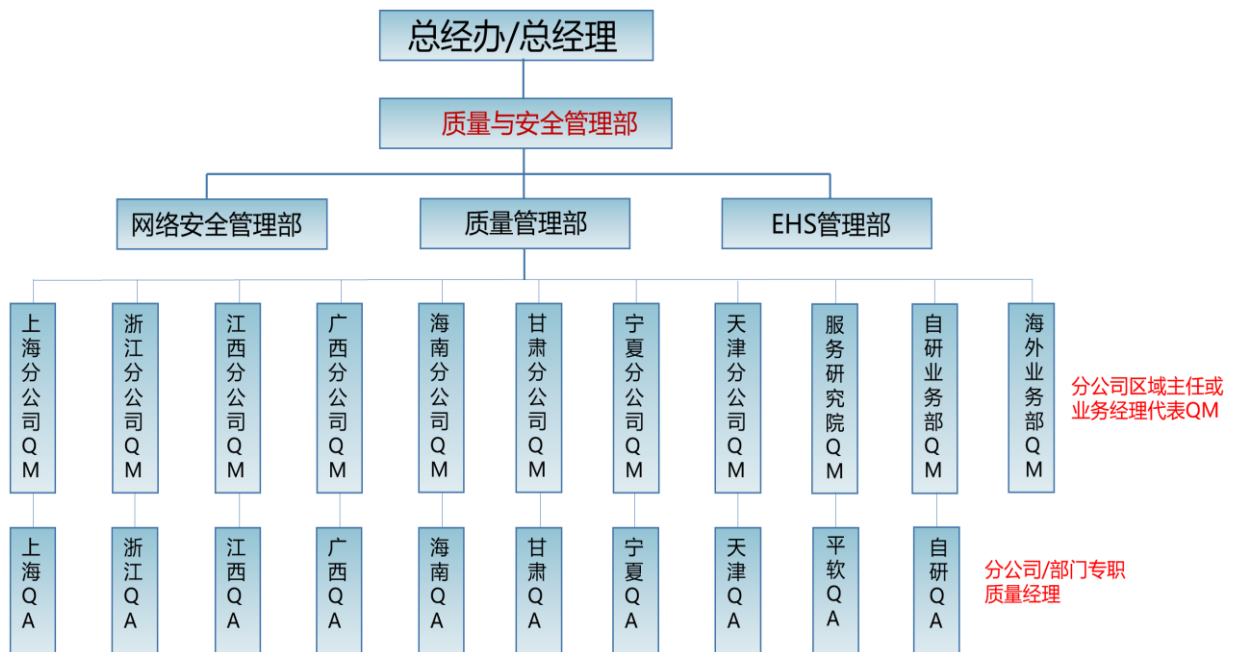 总经办/总经理
质量与安全管理部
网络安全管理部
质量管理部
EHS管理部
上海分公司QM
浙江分公司QM
江西分公司QM
广西分公司QM
海南分公司QM
甘肃分公司QM
宁夏分公司QM
天津分公司QM
服务研究院QM
自研业务部QM
海外业务部QM
分公司区域主任或
业务经理代表QM
上海QA
浙江QA
江西QA
广西QA
海南QA
甘肃QA
宁夏QA
天津QA
平软QA
自研QA
分公司/部门专职
质量经理